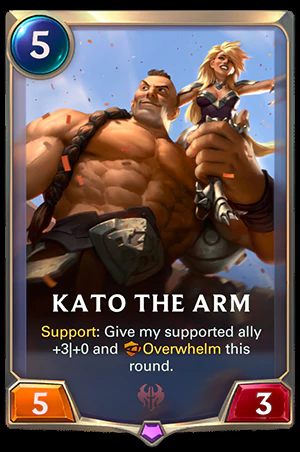 5
KATO THE ARM
Support: Give my supported ally
+3|+0 and Overwhelm this
round.
5
3